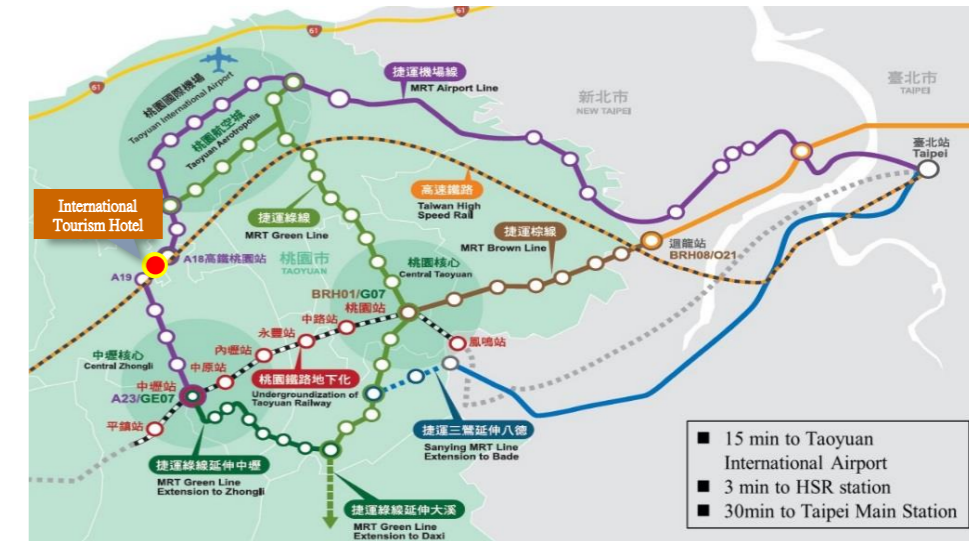 61
61
61
桃園國際機場
Taoyuan International Airport
桃園航空城
Taoyuan Aerotropolis
捷運機場線
MRT Airport Line
新北市
NEW TAIPEI
臺北市
TAIPEI
臺北站
Taipei
International
Tourism Hotel
A18高鐵桃園站
A19
捷運綠線
MRT Green Line
高速鐵路
Taiwan High
Speed Rail
捷運棕線
MRT Brown Line
迴龍站
BRH08/O21
桃園市
TAOYUAN
桃園核心
Central Taoyuan
BRH01/G07
桃園站
中路站
永豐站
內壢站
中原站
鳳鳴站
中壢核心
Central Zhongli
中壢站
A23/GE07
平鎮站
桃園鐵路地下化
Undergroundization of
Taoyuan Railway
捷運三鶯延伸八德
Sanying MRT Line
Extension to Bade
捷運綠線延伸中壢
MRT Green Line
Extension to Zhongli
捷運綠線延伸大溪
MRT Green Line
Extension to Daxi
■ 15 min to Taoyuan
International Airport
■ 3 min to HSR station
■ 30min to Taipei Main Station